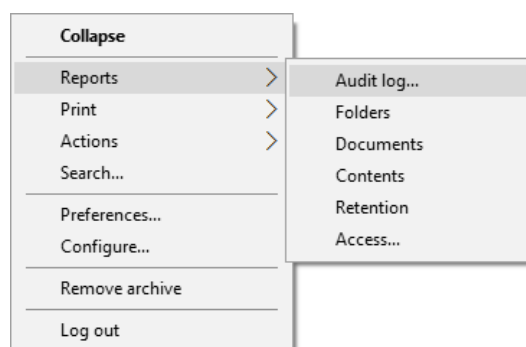 Collapse
Reports
Print
Actions
Search...
Preferences...
Configure...
Remove archive
Log out
Audit log...
Folders
Documents
Contents
Retention
Access...